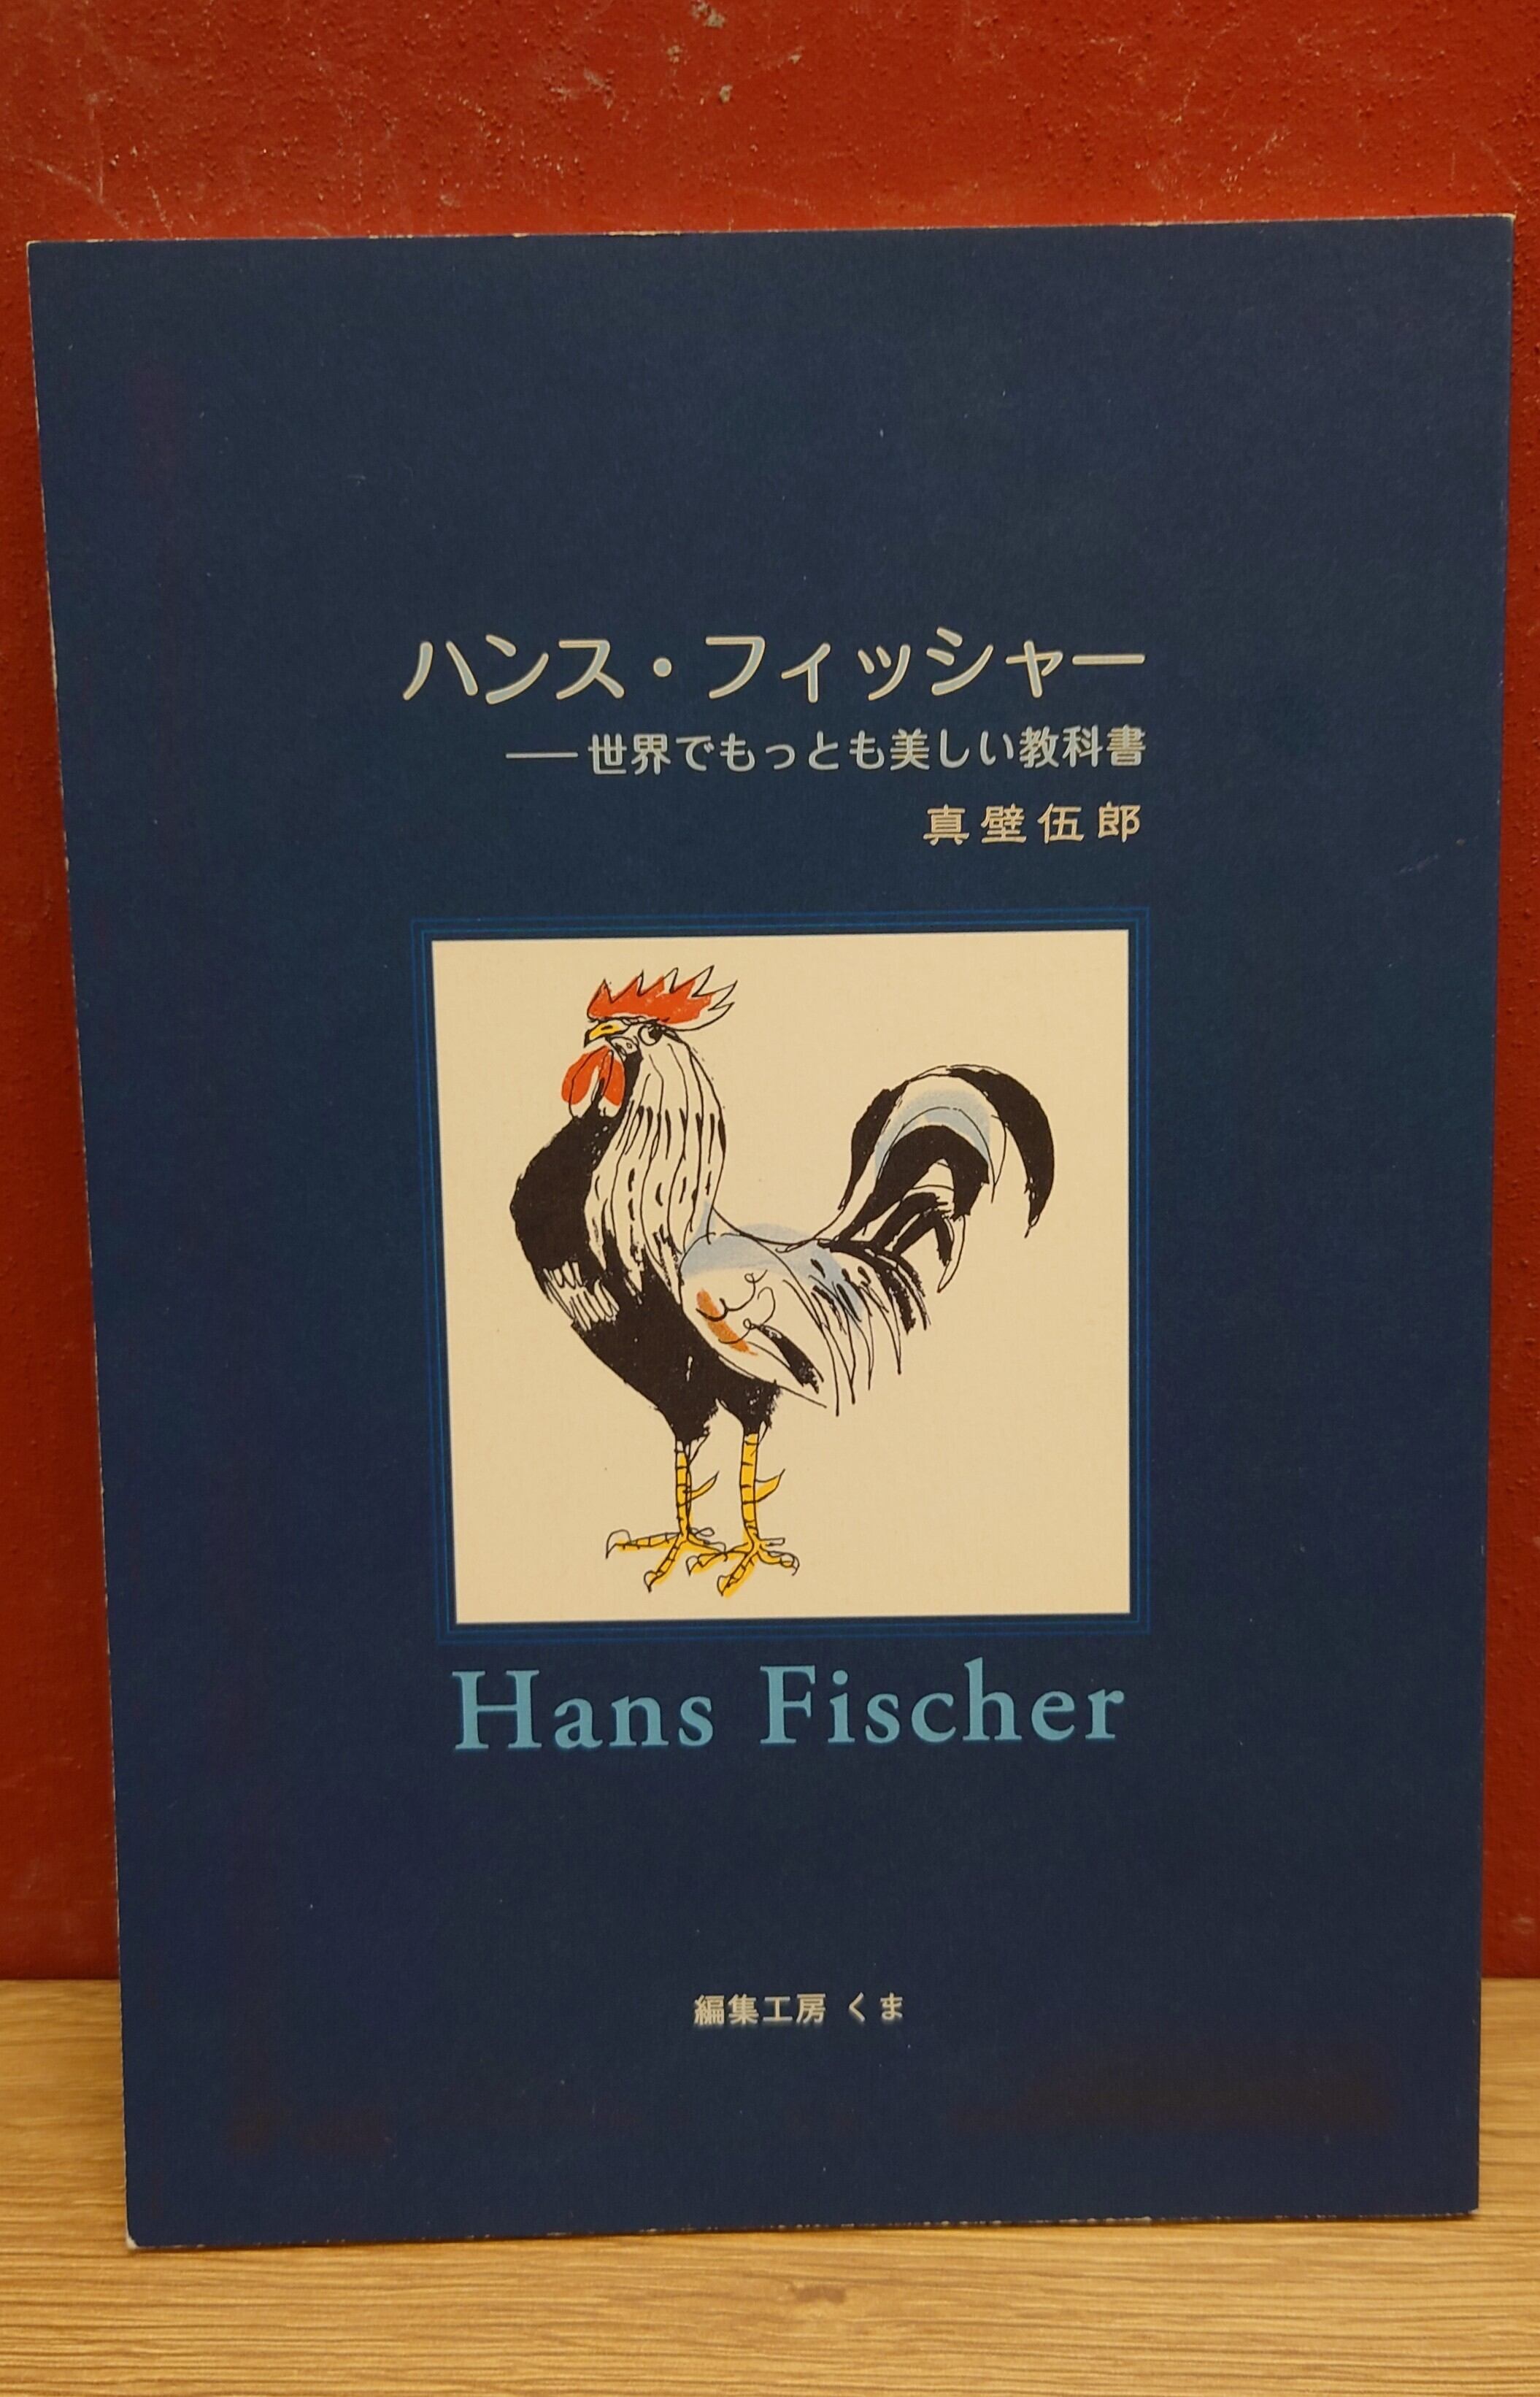 ハンス・フィッシャー
――世界でもっとも美しい教科書
真壁伍郎
Hans Fischer
編集工房 くま